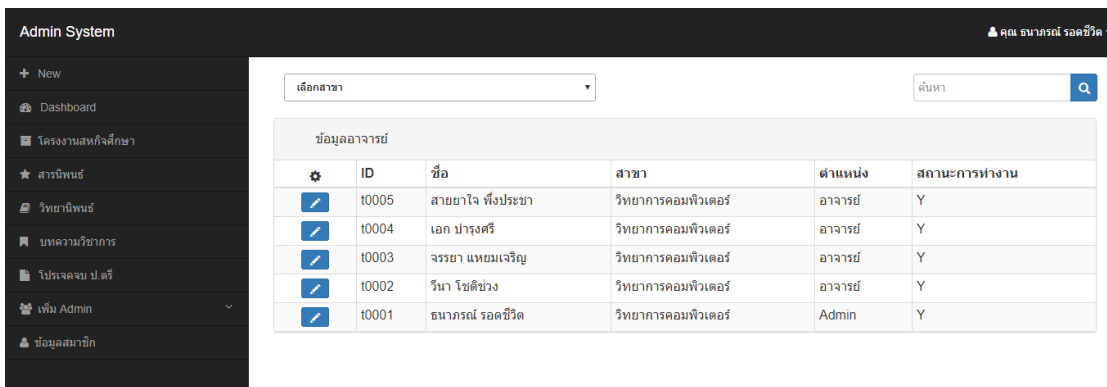 Admin System
คุณ ธนาภรณ์ รอดชีวิต
New
Dashboard
โครงงานสหกิจศึกษา
สารนิพนธ์
วิทยานิพนธ์
บทความวิชาการ
โปรเจคจบ ป.ตรี
เพิ่ม Admin
ข้อมูลสมาชิก
เลือกสาขา
ค้นหา
ข้อมูลอาจารย์
ID ชื่อ สาขา ตำแหน่ง สถานะการทำงาน
t0005 สายยาใจ พึ่งประชา วิทยาการคอมพิวเตอร์ อาจารย์ Y
t0004 เอก บำรุงศรี วิทยาการคอมพิวเตอร์ อาจารย์ Y
t0003 จรรยา แหยมเจริญ วิทยาการคอมพิวเตอร์ อาจารย์ Y
t0002 วีนา โชติช่วง วิทยาการคอมพิวเตอร์ อาจารย์ Y
t0001 ธนาภรณ์ รอดชีวิต วิทยาการคอมพิวเตอร์ Admin Y